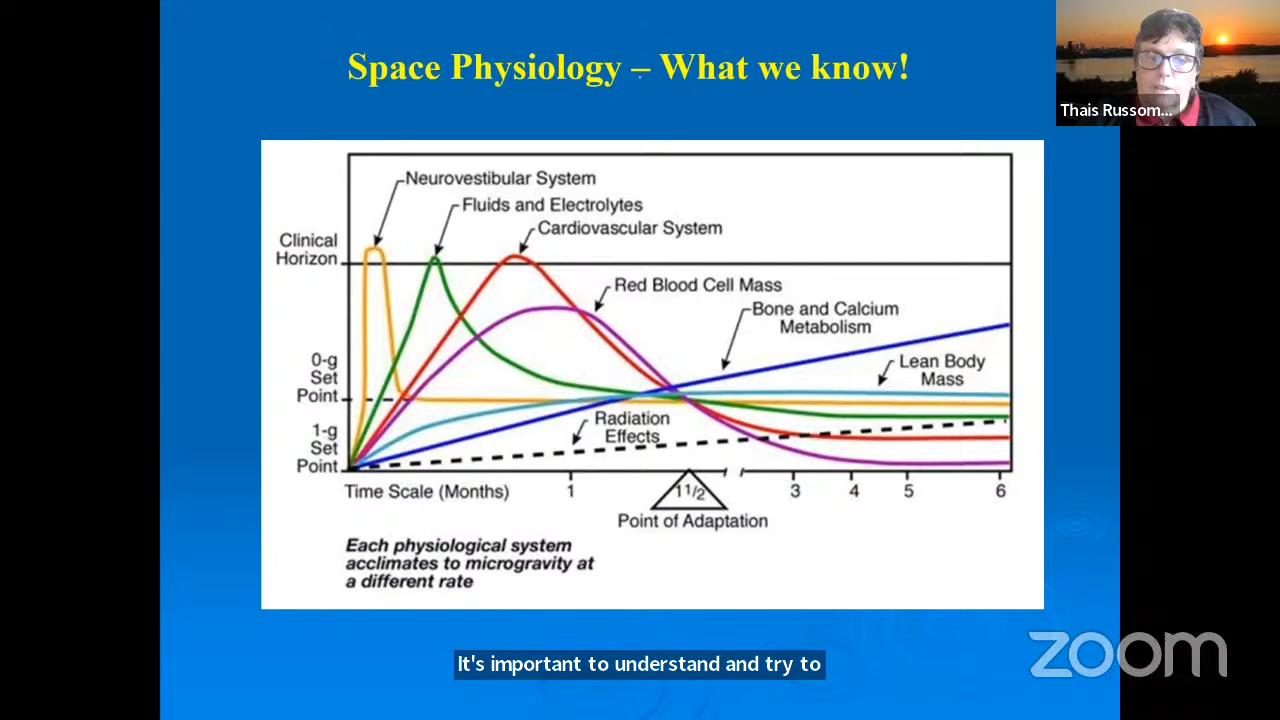 Space Physiology – What we know!
Thais Russom...
Neurovestibular System
Fluids and Electrolytes
Cardiovascular System
Clinical
Horizon
Red Blood Cell Mass
Bone and Calcium
Metabolism
0-g
Set
Point
Lean Body
Mass
1-g
Set
Point
Radiation
Effects
Time Scale (Months)
1
1 1/2
3
4
5
6
Point of Adaptation
Each physiological system
acclimates to microgravity at
a different rate
It's important to understand and try to
zoom